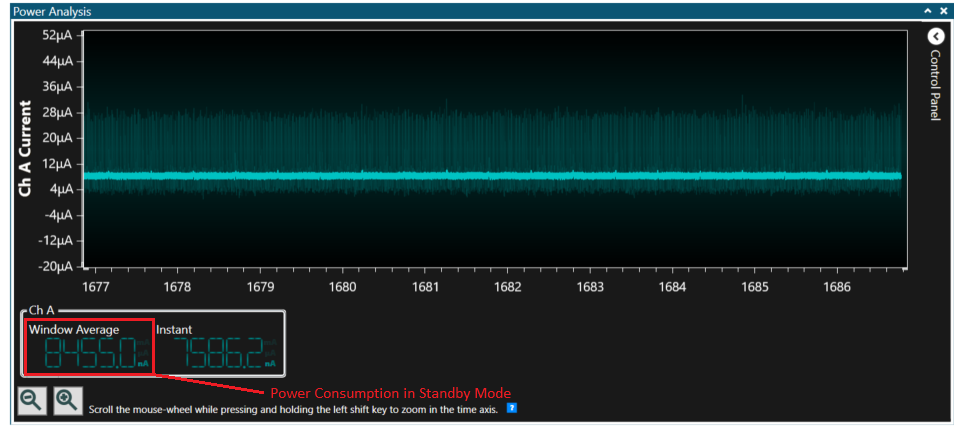 Power Analysis
52µA
44µA
36µA
28µA
20µA
12µA
4µA
-4µA
-12µA
-20µA
Ch A Current
Control Panel
1677 1678 1679 1680 1681 1682 1683 1684 1685 1686
Ch A
Window Average Instant
8455.0 nA 7586.2 nA
Power Consumption in Standby Mode
Scroll the mouse-wheel while pressing and holding the left shift key to zoom in the time axis. ?